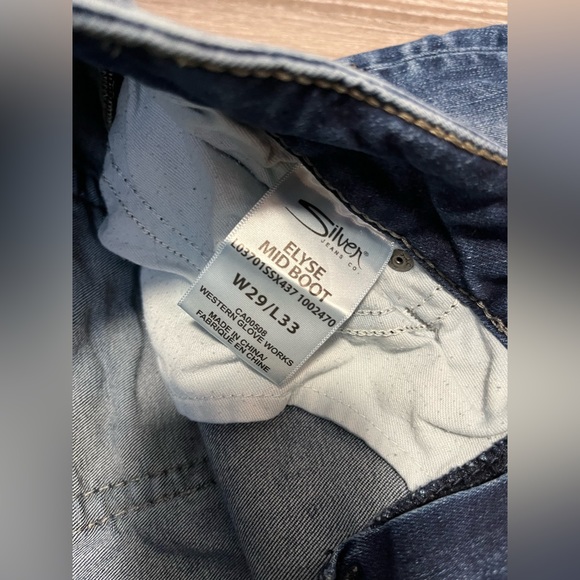 Silver
JEANS CO.
ELYSE
MID BOOT
L03701SSX437 1002470
W29/L33
CA00508
WESTERN GLOVE WORKS
MADE IN CHINA/
FABRIQUE EN CHINE